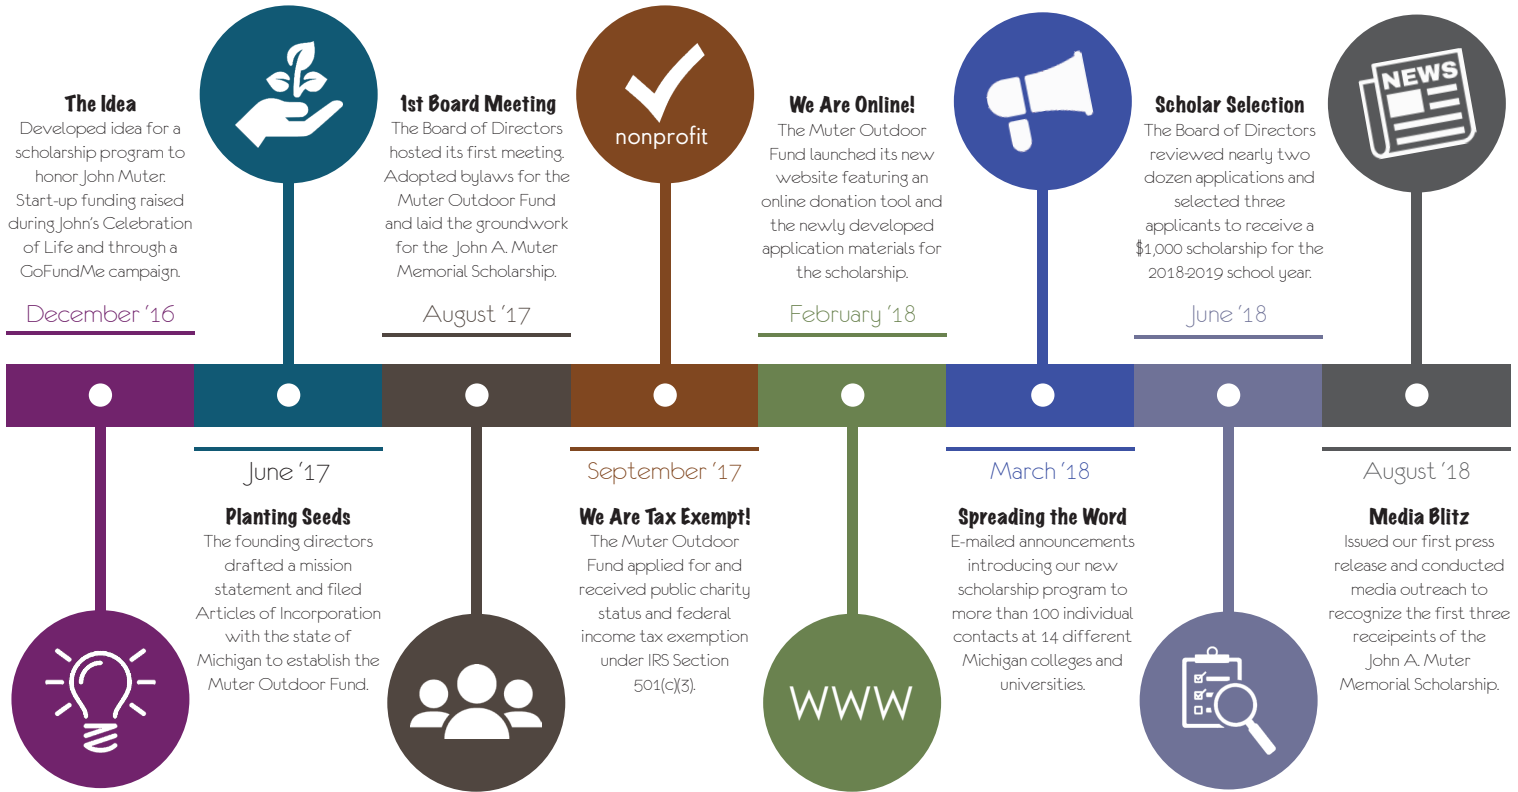 The Idea
Developed idea for a
scholarship program to
honor John Muter.
Start-up funding raised
during John's Celebration
of Life and through a
GoFundMe campaign.
December '16
June '17
Planting Seeds
The founding directors
drafted a mission
statement and filed
Articles of Incorporation
with the state of
Michigan to establish the
Muter Outdoor Fund.
1st Board Meeting
The Board of Directors
hosted its first meeting.
Adopted bylaws for the
Muter Outdoor Fund
and laid the groundwork
for the John A. Muter
Memorial Scholarship.
August '17
nonprofit
September '17
We Are Tax Exempt!
The Muter Outdoor
Fund applied for and
received public charity
status and federal
income tax exemption
under IRS Section
501(c)(3).
We Are Online!
The Muter Outdoor
Fund launched its new
website featuring an
online donation tool and
the newly developed
application materials for
the scholarship.
February '18
WWW
March '18
Spreading the Word
E-mailed announcements
introducing our new
scholarship program to
more than 100 individual
contacts at 14 different
Michigan colleges and
universities.
Scholar Selection
The Board of Directors
reviewed nearly two
dozen applications and
selected three
applicants to receive a
$1,000 scholarship for the
2018-2019 school year.
June '18
NEWS
August '18
Media Blitz
Issued our first press
release and conducted
media outreach to
recognize the first three
receipeints of the
John A. Muter
Memorial Scholarship.